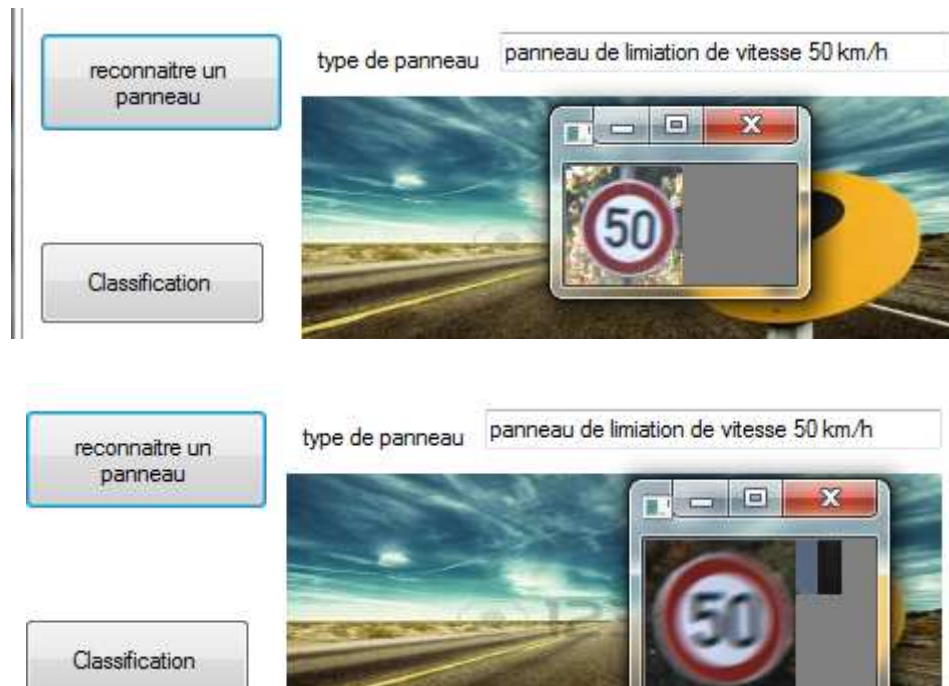 reconnaitre un
panneau
type de panneau
panneau de limiation de vitesse 50 km/h
50
Classification
reconnaitre un
panneau
type de panneau
panneau de limiation de vitesse 50 km/h
50
Classification